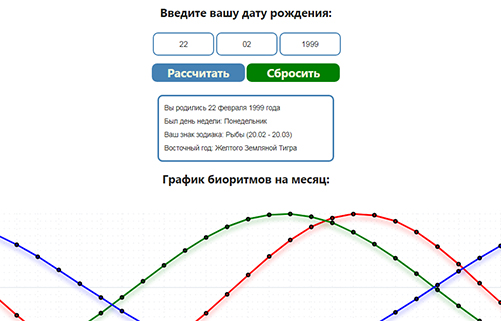 Введите вашу дату рождения:
22 02 1999
Рассчитать Сбросить
Вы родились 22 февраля 1999 года
Был день недели: Понедельник
Ваш знак зодиака: Рыбы (20.02 - 20.03)
Восточный год: Желтого Земляной Тигра
График биоритмов на месяц: